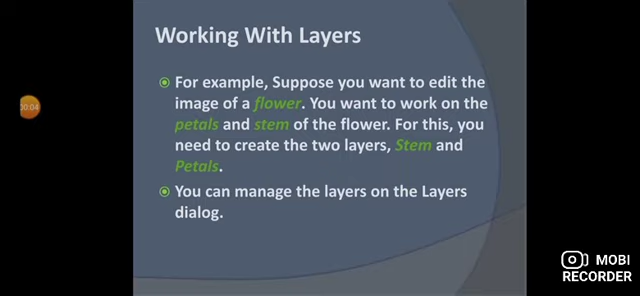 Working With Layers
For example, Suppose you want to edit the
image of a flower. You want to work on the
petals and stem of the flower. For this, you
need to create the two layers, Stem and
Petals.
You can manage the layers on the Layers
dialog.
00:04
MOBI
RECORDER